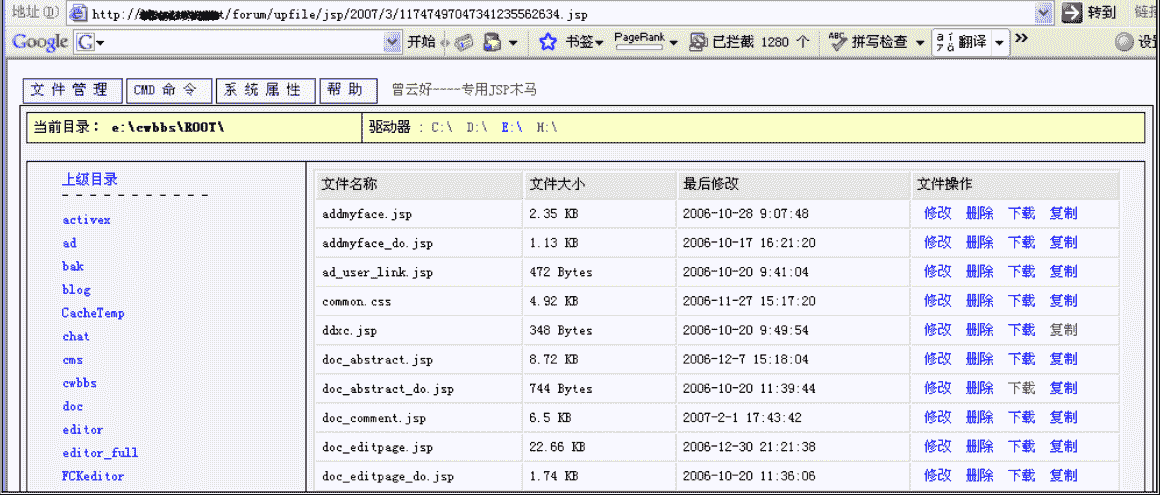 地址(D) http:// /forum/upfile/jsp/2007/3/11747497047341235562634.jsp 转到 链接
Google G 开始 书签 PageRank 已拦截 1280 个 ABC 拼写检查 翻译 » 设置
文件管理 CMD命令 系统属性 帮助 曾云好----专用JSP木马
当前目录: e:\cwbbs\ROOT\ 驱动器 : C:\ D:\ E:\ H:\
上级目录
- - - - - - - - - - - - -
activex
ad
bak
blog
CacheTemp
chat
cms
cwbbs
doc
editor
editor_full
FCKeditor
文件名称 文件大小 最后修改 文件操作
addmyface.jsp 2.35 KB 2006-10-28 9:07:48 修改 删除 下载 复制
addmyface_do.jsp 1.13 KB 2006-10-17 16:21:20 修改 删除 下载 复制
ad_user_link.jsp 472 Bytes 2006-10-20 9:41:04 修改 删除 下载 复制
common.css 4.92 KB 2006-11-27 15:17:20 修改 删除 下载 复制
ddxc.jsp 348 Bytes 2006-10-20 9:49:54 修改 删除 下载 复制
doc_abstract.jsp 8.72 KB 2006-12-7 15:18:04 修改 删除 下载 复制
doc_abstract_do.jsp 744 Bytes 2006-10-20 11:39:44 修改 删除 下载 复制
doc_comment.jsp 6.5 KB 2007-2-1 17:43:42 修改 删除 下载 复制
doc_editpage.jsp 22.66 KB 2006-12-30 21:21:38 修改 删除 下载 复制
doc_editpage_do.jsp 1.74 KB 2006-10-20 11:36:06 修改 删除 下载 复制